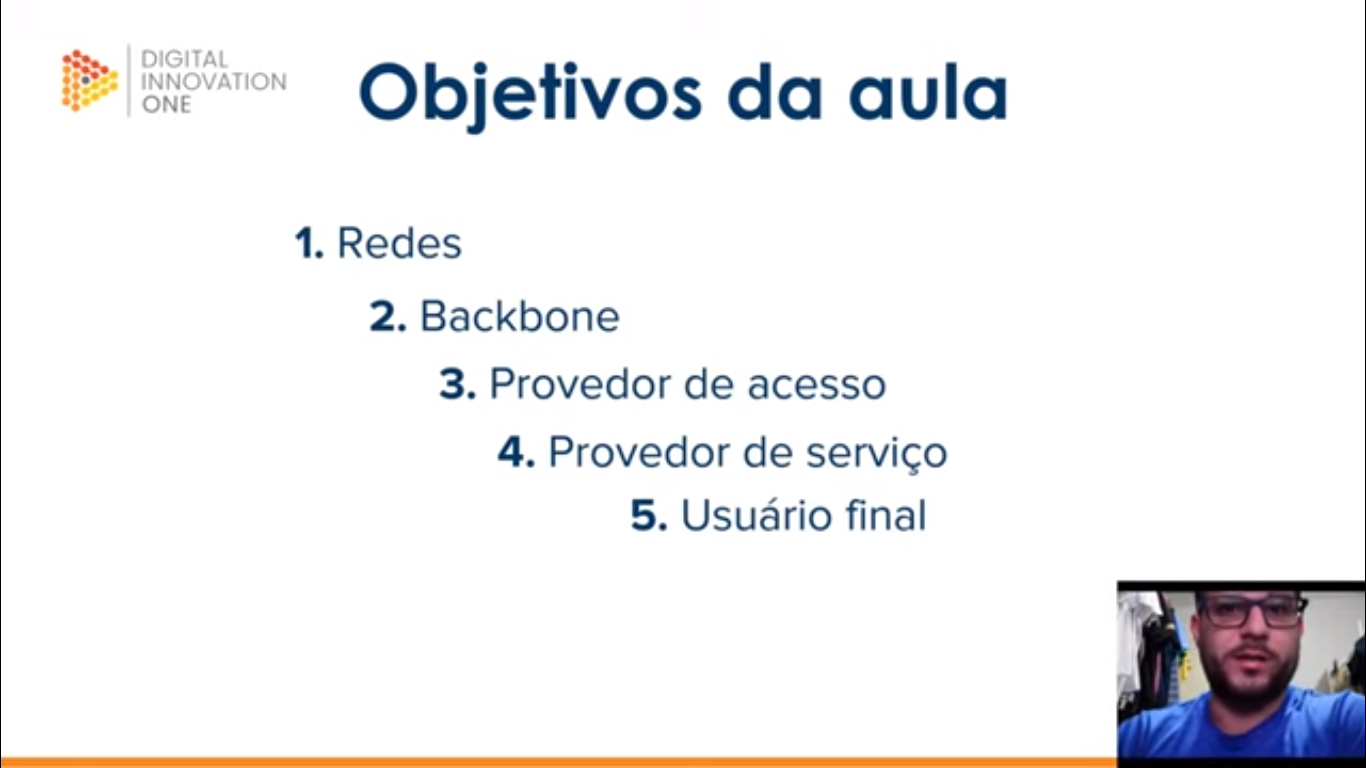 DIGITAL
INNOVATION
ONE
Objetivos da aula
1. Redes
2. Backbone
3. Provedor de acesso
4. Provedor de serviço
5. Usuário final